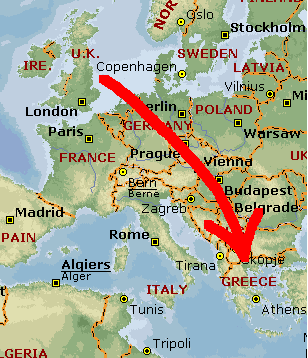 NOR
Oslo
Stockholm
U.K.
Copenhagen
SWEDEN
LATVIA
IRE.
Vilnius
London
Berlin
POLAND
Paris
GERMANY
Warsaw
Prague
FRANCE
Vienna
UK
Bern
Berne
Budapest
Zagreb
Belgrade
Madrid
Rome
PAIN
Skopje
Algiers
Tirana
Alger
ITALY
GREECE
Tunis
Athens
Tripoli